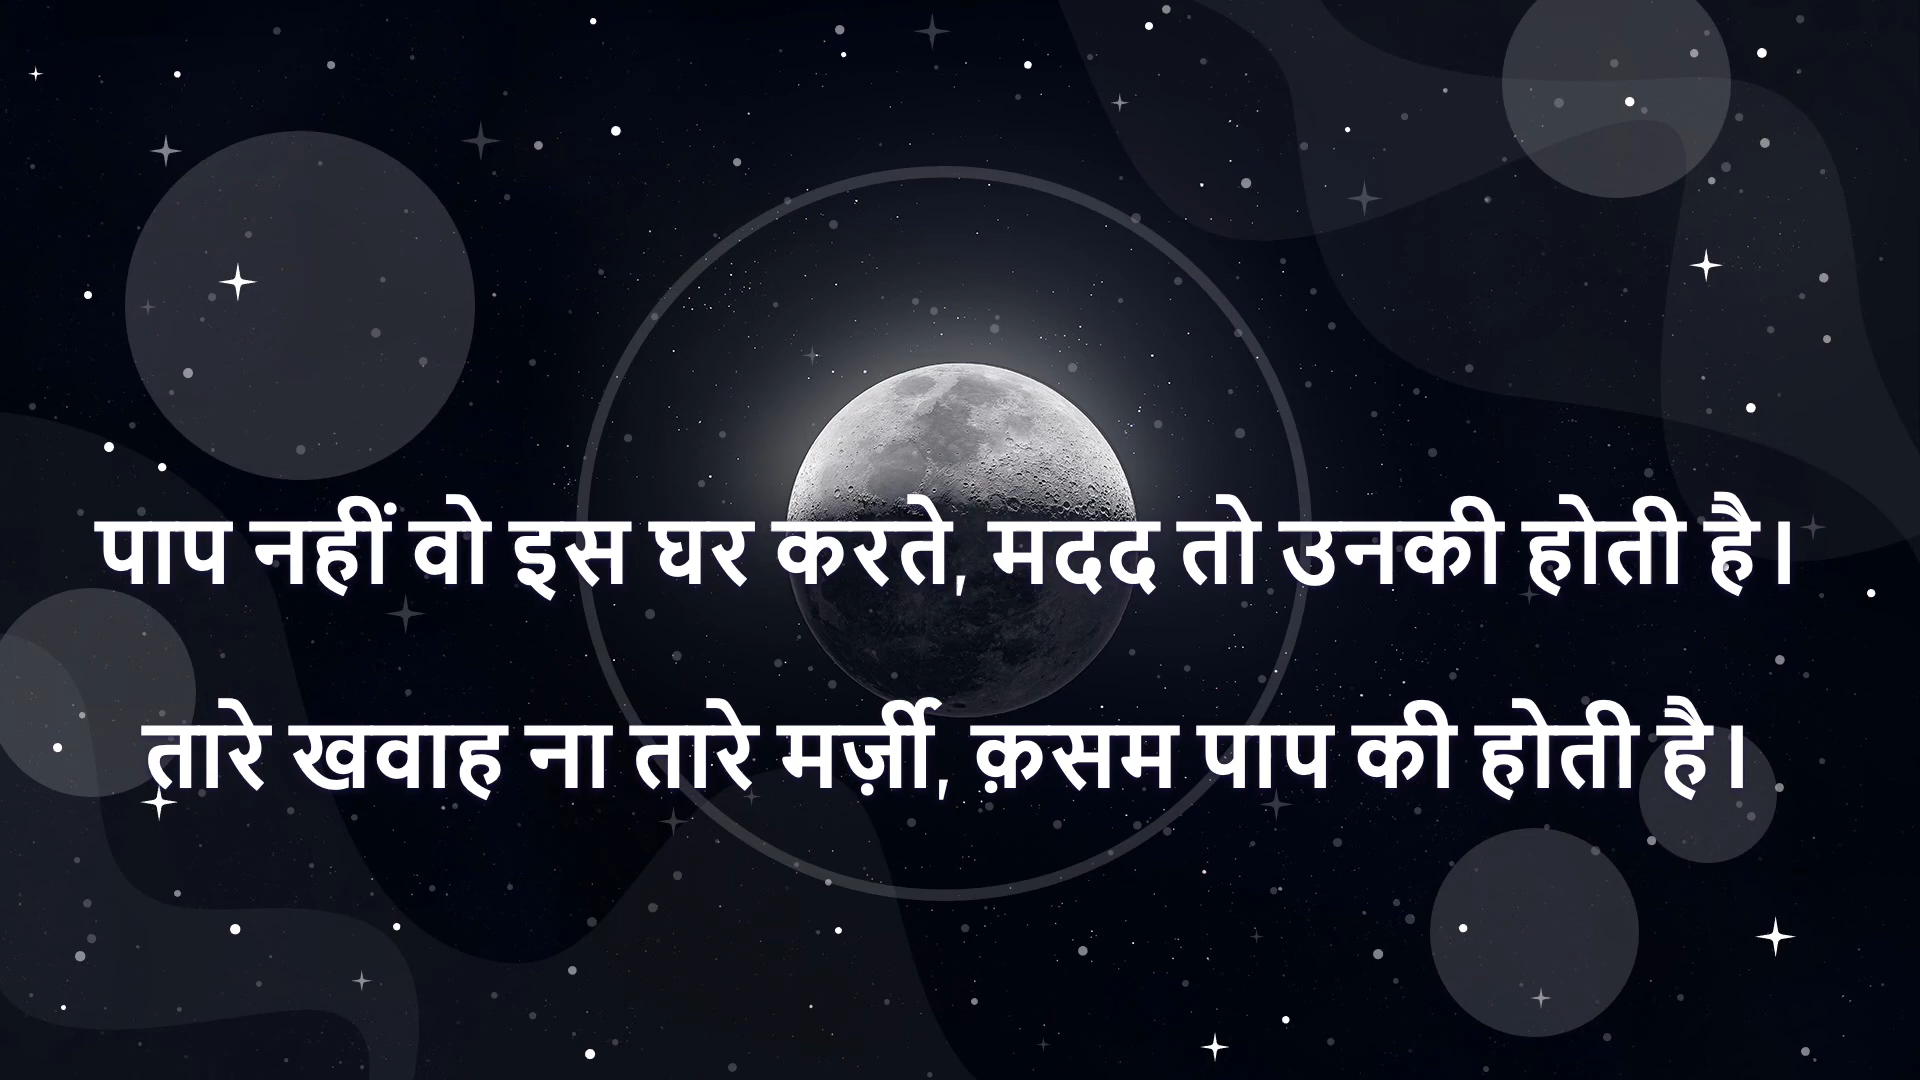 पाप नहीं वो इस घर करते, मदद तो उनकी होती है।
तारे खवाह ना तारे मर्ज़ी, क़सम पाप की होती है।